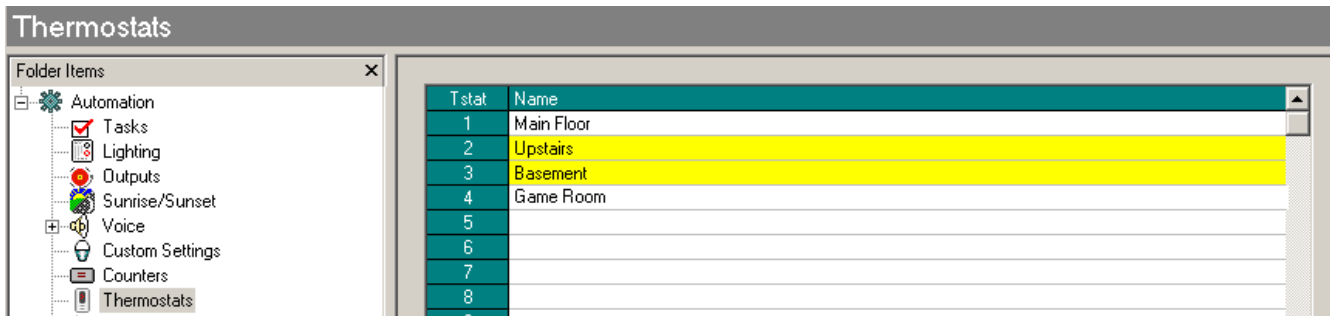 Thermostats
Folder Items
Automation
Tasks
Lighting
Outputs
Sunrise/Sunset
Voice
Custom Settings
Counters
Thermostats
Tstat Name
1 Main Floor
2 Upstairs
3 Basement
4 Game Room
5
6
7
8